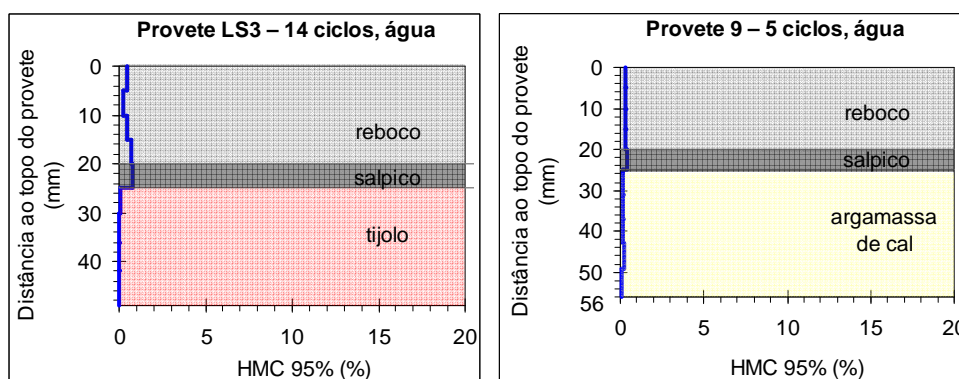 Provete LS3 – 14 ciclos, água
Distância ao topo do provete
(mm)
0
10
20
30
40
reboco
salpico
tijolo
0
5
10
15
20
HMC 95% (%)
Provete 9 – 5 ciclos, água
Distância ao topo do provete
(mm)
0
10
20
30
40
50
56
reboco
salpico
argamassa
de cal
0
5
10
15
20
HMC 95% (%)